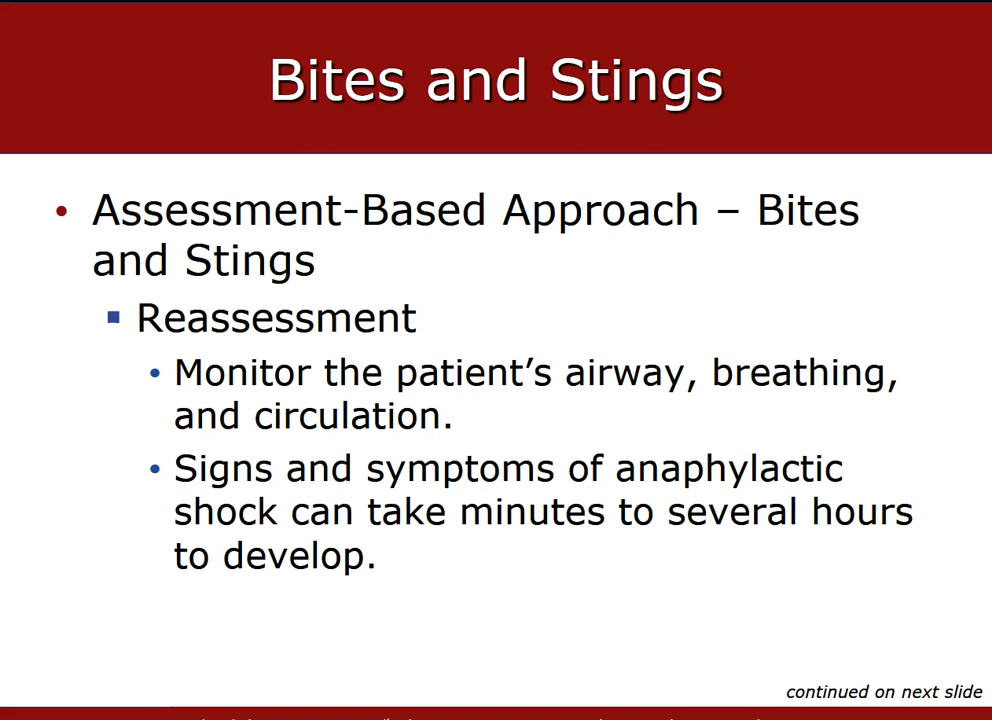 Bites and Stings
• Assessment-Based Approach – Bites
and Stings
▪ Reassessment
• Monitor the patient’s airway, breathing,
and circulation.
• Signs and symptoms of anaphylactic
shock can take minutes to several hours
to develop.
continued on next slide